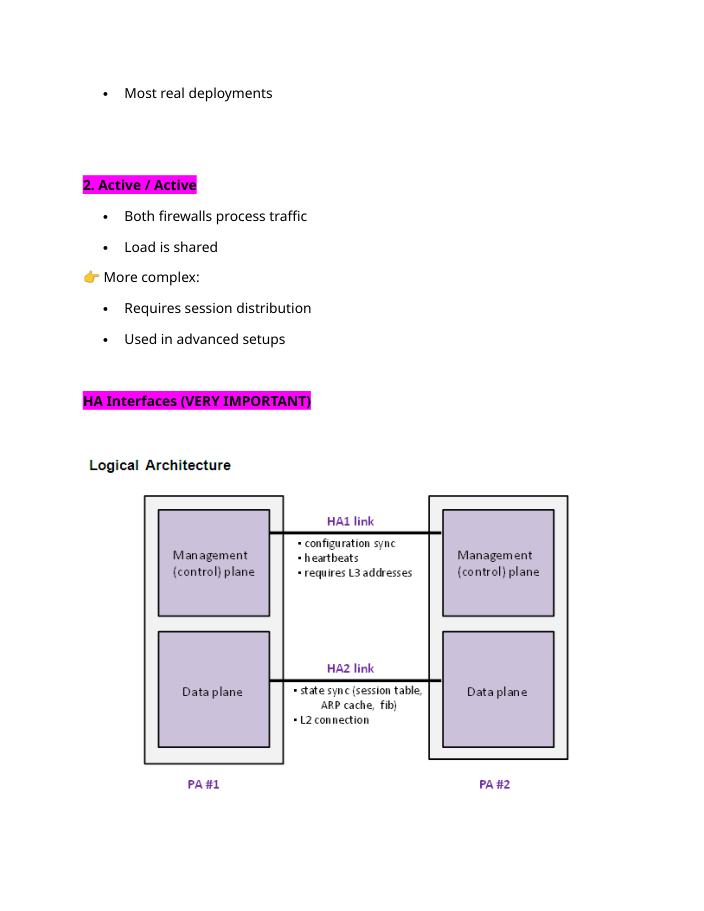 • Most real deployments
2. Active / Active
• Both firewalls process traffic
• Load is shared
👉 More complex:
• Requires session distribution
• Used in advanced setups
HA Interfaces (VERY IMPORTANT)
Logical Architecture
HA1 link
• configuration sync
• heartbeats
• requires L3 addresses
Management
(control) plane
Management
(control) plane
HA2 link
• state sync (session table,
ARP cache, fib)
• L2 connection
Data plane
Data plane
PA #1
PA #2